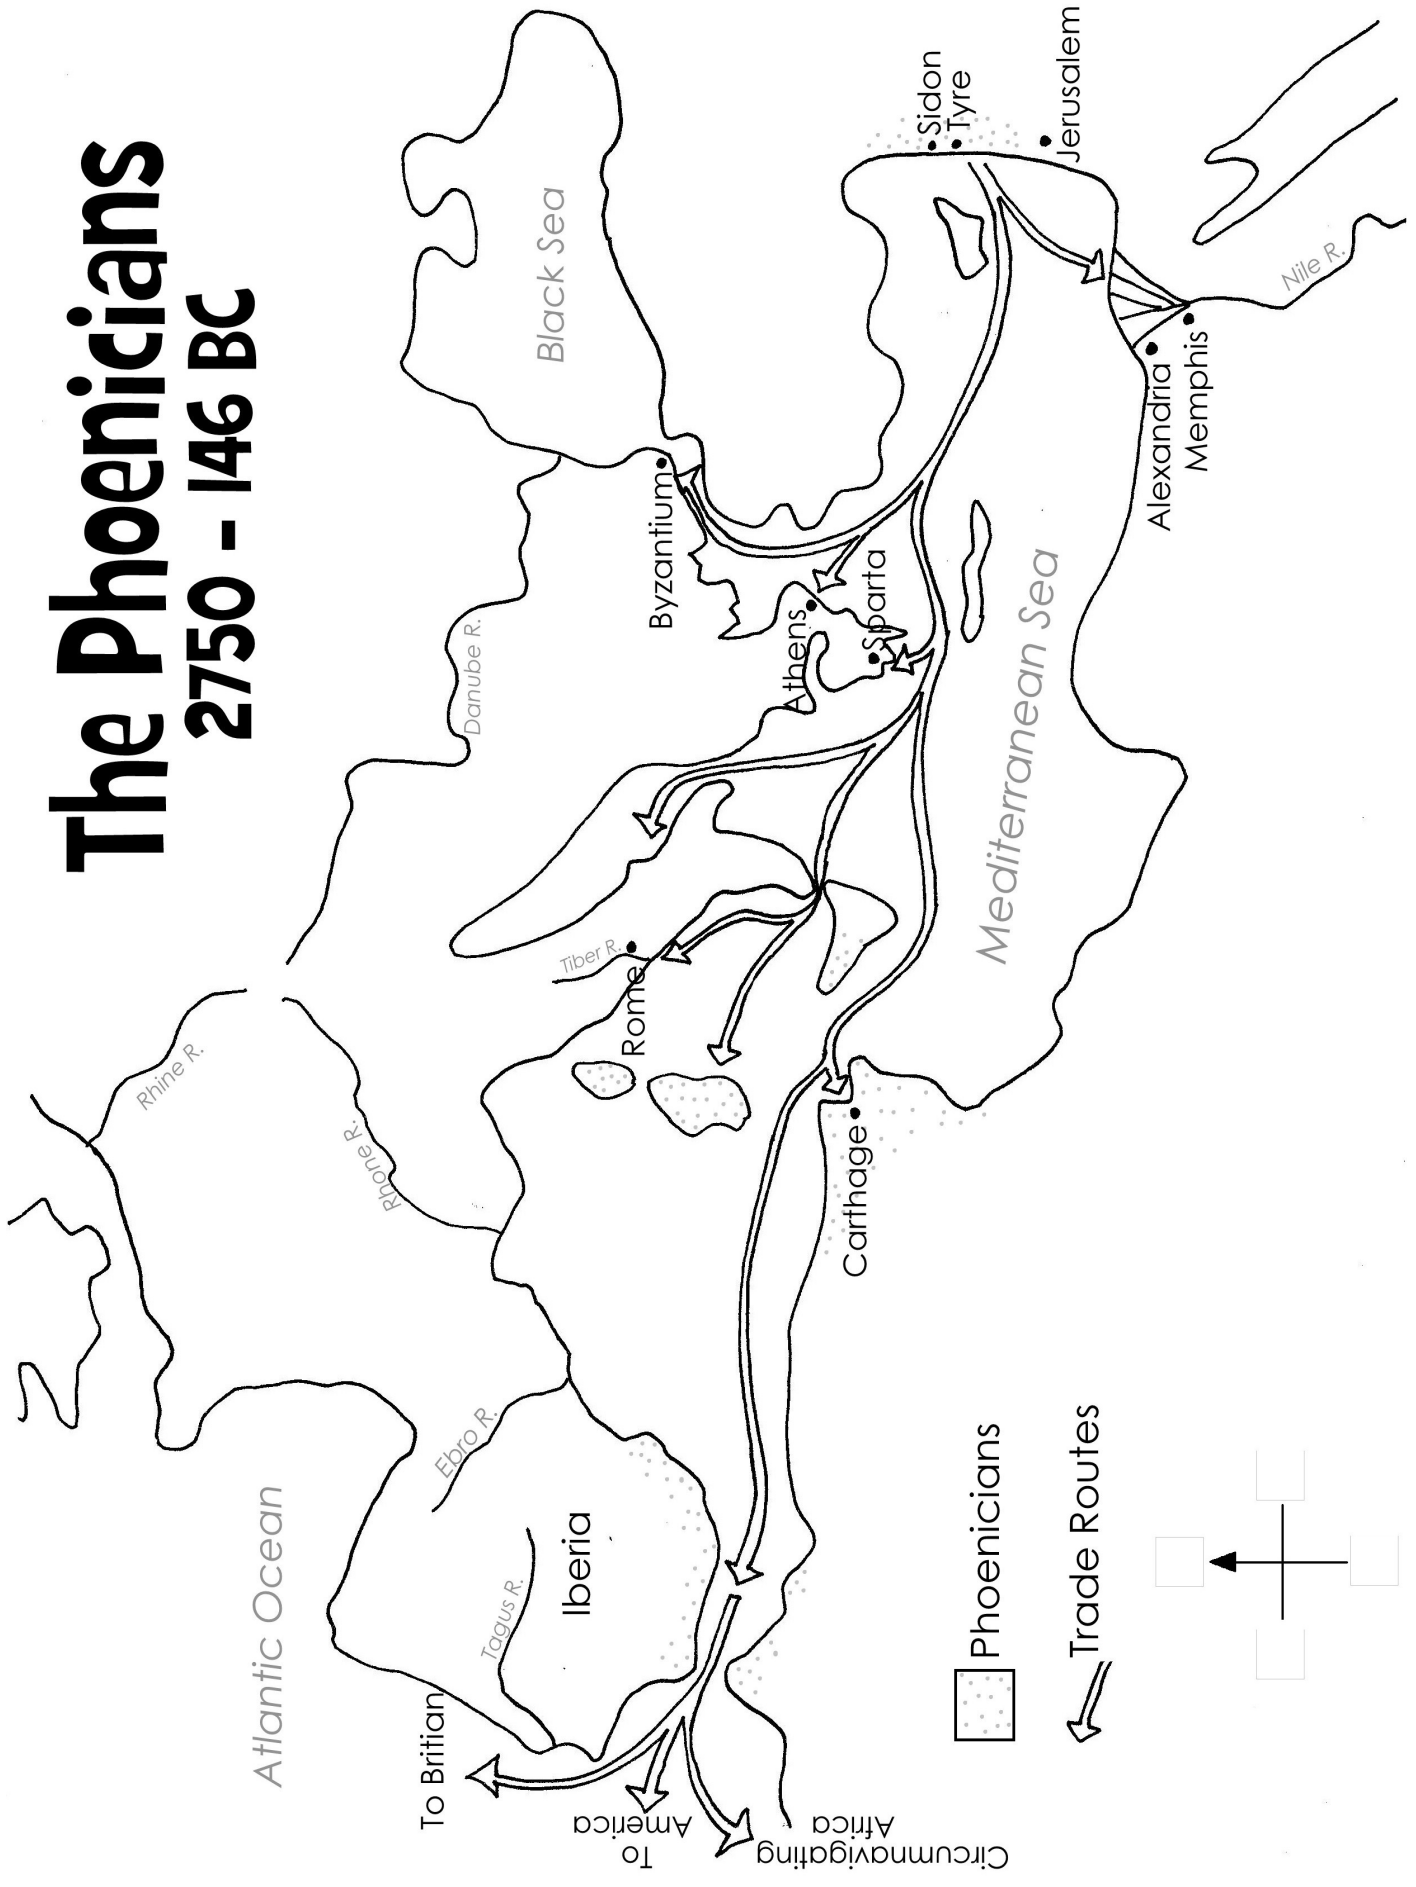 The Phoenicians
2750 - 146 BC
Atlantic Ocean
Rhine R.
Rhone R.
Danube R.
Black Sea
To Britian
Tagus R.
Ebro R.
Iberia
Tiber R.
Rome
Byzantium
Athens
Sparta
To
America
Circumnavigating
Africa
Carthage
Mediterranean Sea
Sidon
Tyre
Jerusalem
Alexandria
Memphis
Nile R.
Phoenicians
Trade Routes